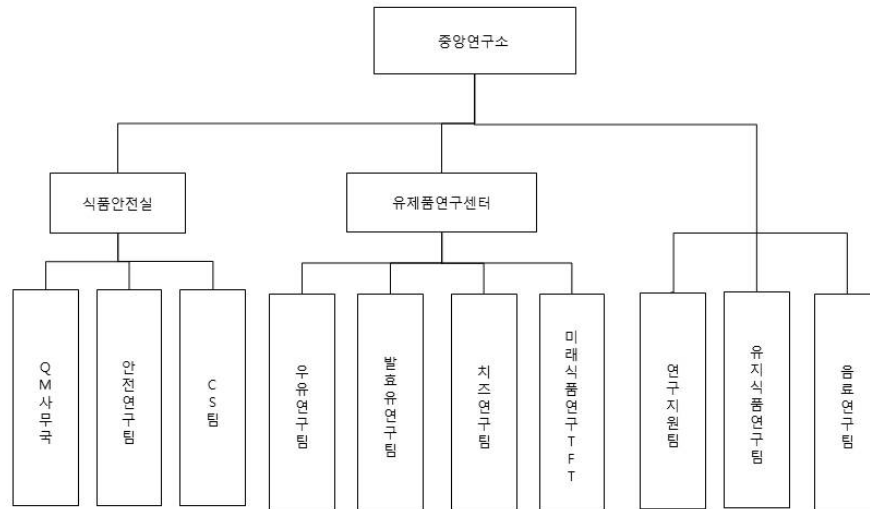 중앙연구소
식품안전실
유제품연구센터
QM사무국
안전연구팀
CS팀
우유연구팀
발효유연구팀
치즈연구팀
미래식품연구TFT
연구지원팀
유지식품연구팀
음료연구팀